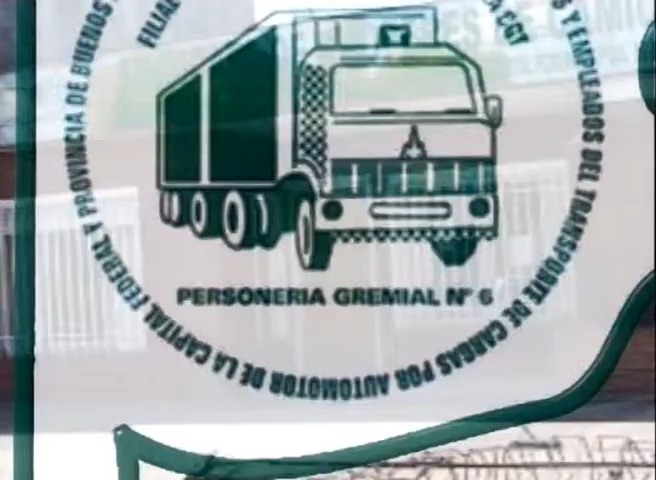 FILIAL
A CGT
Y EMPLEADOS DEL TRANSPORTE DE CARGAS POR AUTOMOTOR DE LA CAPITAL FEDERAL Y PROVINCIA DE BUENOS
PERSONERIA GREMIAL Nº 6